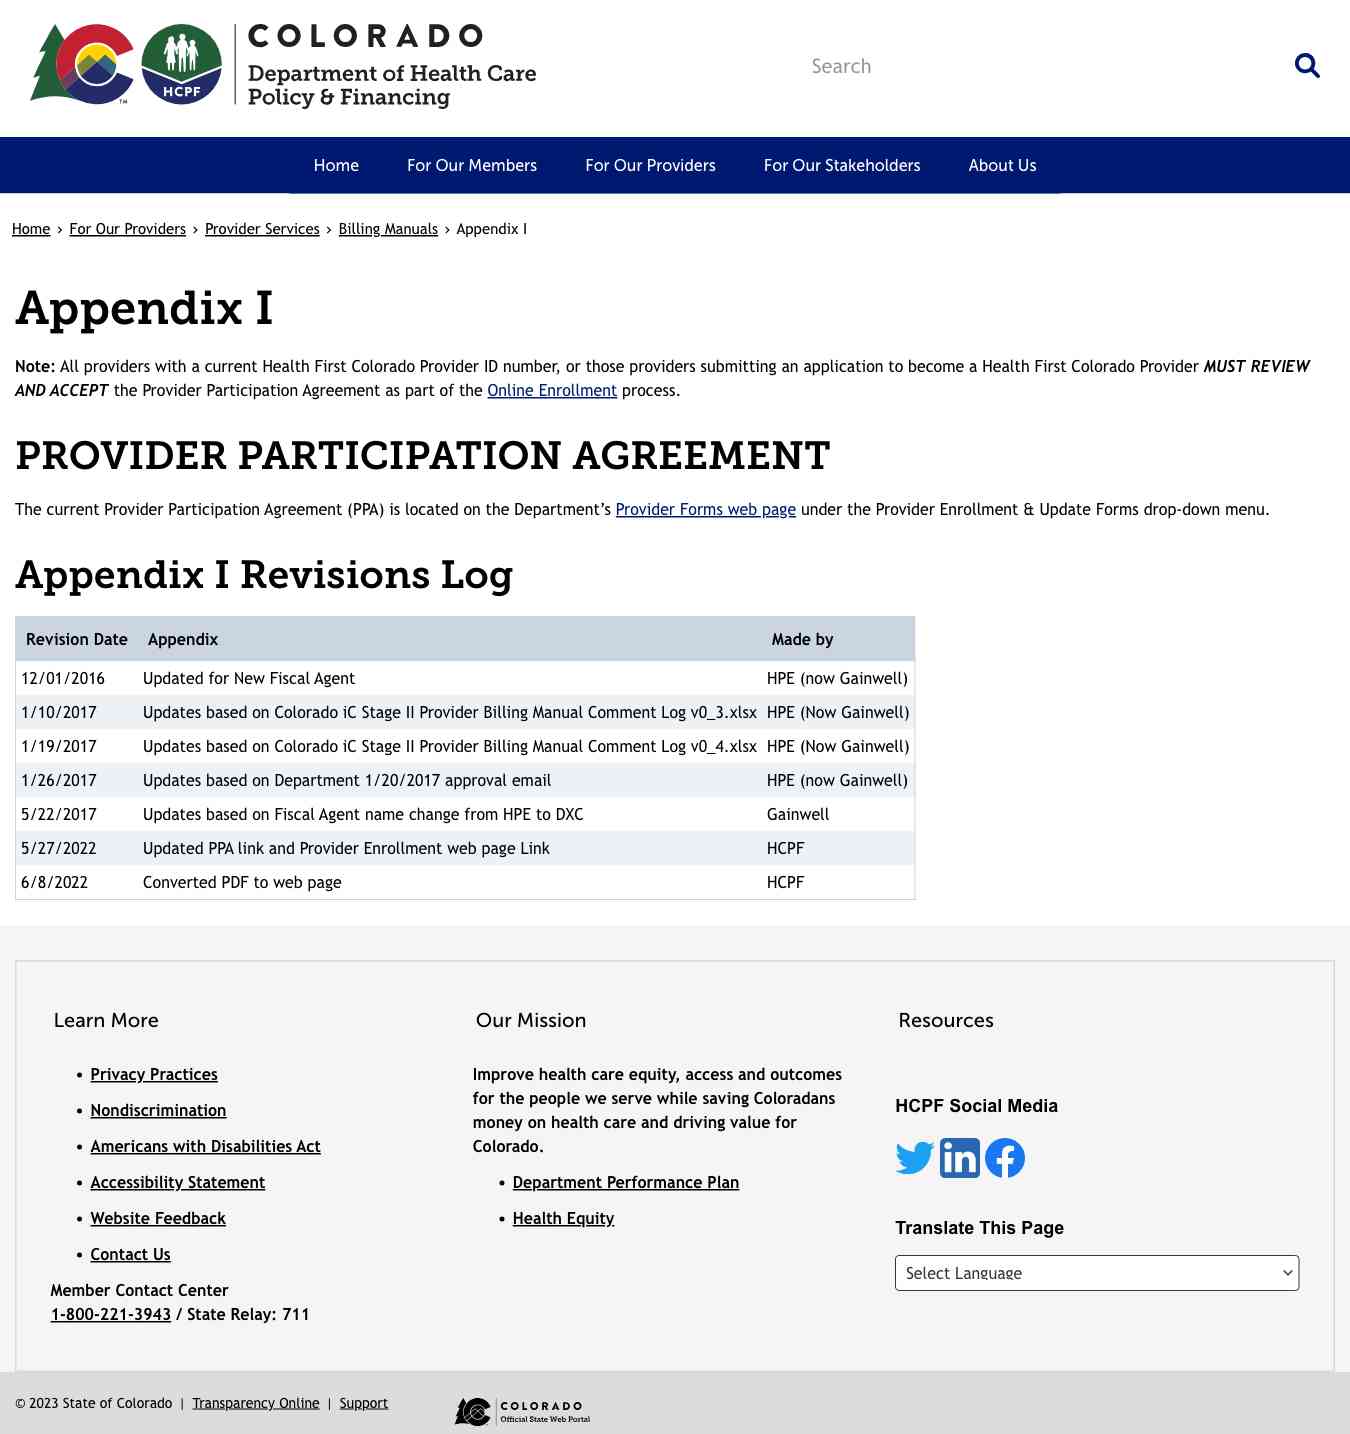 COLORADO
Department of Health Care
Policy & Financing
HCPF
TM
Search
Home For Our Members For Our Providers For Our Stakeholders About Us
Home › For Our Providers › Provider Services › Billing Manuals › Appendix I
Appendix I
Note: All providers with a current Health First Colorado Provider ID number, or those providers submitting an application to become a Health First Colorado Provider MUST REVIEW
AND ACCEPT the Provider Participation Agreement as part of the Online Enrollment process.
PROVIDER PARTICIPATION AGREEMENT
The current Provider Participation Agreement (PPA) is located on the Department’s Provider Forms web page under the Provider Enrollment & Update Forms drop-down menu.
Appendix I Revisions Log
Revision Date Appendix Made by
12/01/2016 Updated for New Fiscal Agent HPE (now Gainwell)
1/10/2017 Updates based on Colorado iC Stage II Provider Billing Manual Comment Log v0_3.xlsx HPE (Now Gainwell)
1/19/2017 Updates based on Colorado iC Stage II Provider Billing Manual Comment Log v0_4.xlsx HPE (Now Gainwell)
1/26/2017 Updates based on Department 1/20/2017 approval email HPE (now Gainwell)
5/22/2017 Updates based on Fiscal Agent name change from HPE to DXC Gainwell
5/27/2022 Updated PPA link and Provider Enrollment web page Link HCPF
6/8/2022 Converted PDF to web page HCPF
Learn More
• Privacy Practices
• Nondiscrimination
• Americans with Disabilities Act
• Accessibility Statement
• Website Feedback
• Contact Us
Member Contact Center
1-800-221-3943 / State Relay: 711
Our Mission
Improve health care equity, access and outcomes
for the people we serve while saving Coloradans
money on health care and driving value for
Colorado.
• Department Performance Plan
• Health Equity
Resources
HCPF Social Media
in
Translate This Page
Select Language
© 2023 State of Colorado | Transparency Online | Support
COLORADO
Official State Web Portal